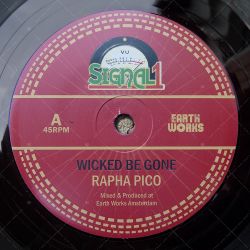 VU
SIGNAL1
A
45RPM
EARTH
WORKS
WICKED BE GONE
RAPHA PICO
Mixed & Produced at
Earth Works Amsterdam